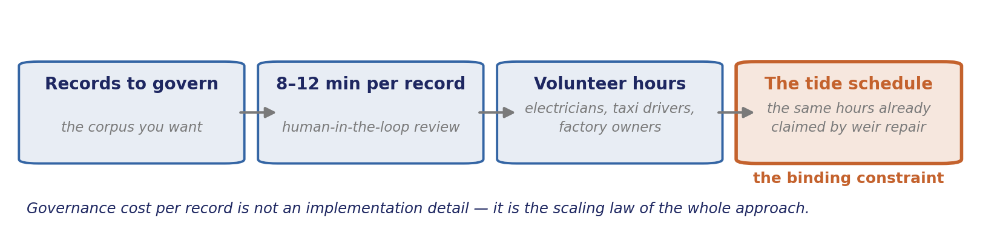 Records to govern
the corpus you want
8–12 min per record
human-in-the-loop review
Volunteer hours
electricians, taxi drivers,
factory owners
The tide schedule
the same hours already
claimed by weir repair
the binding constraint
Governance cost per record is not an implementation detail — it is the scaling law of the whole approach.